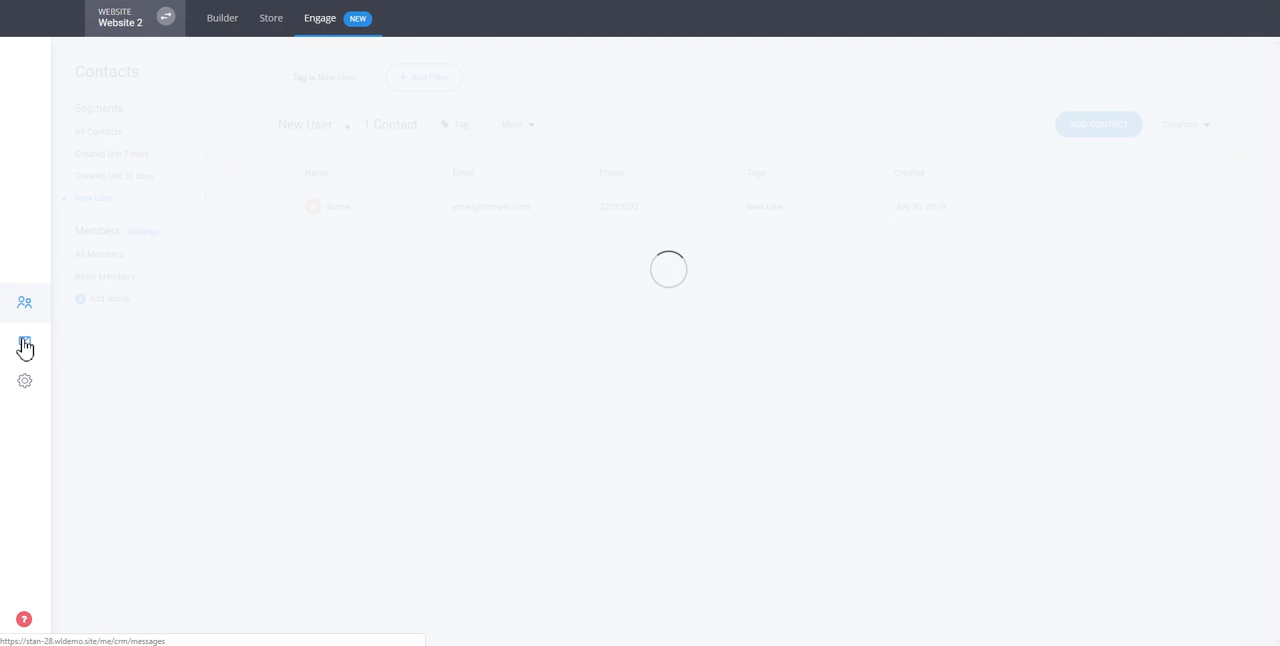 WEBSITE
Website 2
Builder
Store
Engage
NEW
Contacts
Tag is New User
+ Add Filter
Segments
New User . 1 Contact
Tag
More
ADD CONTACT
Columns
All Contacts
Created last 7 days
Created last 30 days
Name
Email
Phone
Tags
Created
New User
1
Name
email@domain.com
New User
July 30, 2019
Members
Settings
All Members
Basic Members
Add Group
?
https://stan-28.wldemo.site/me/crm/messages